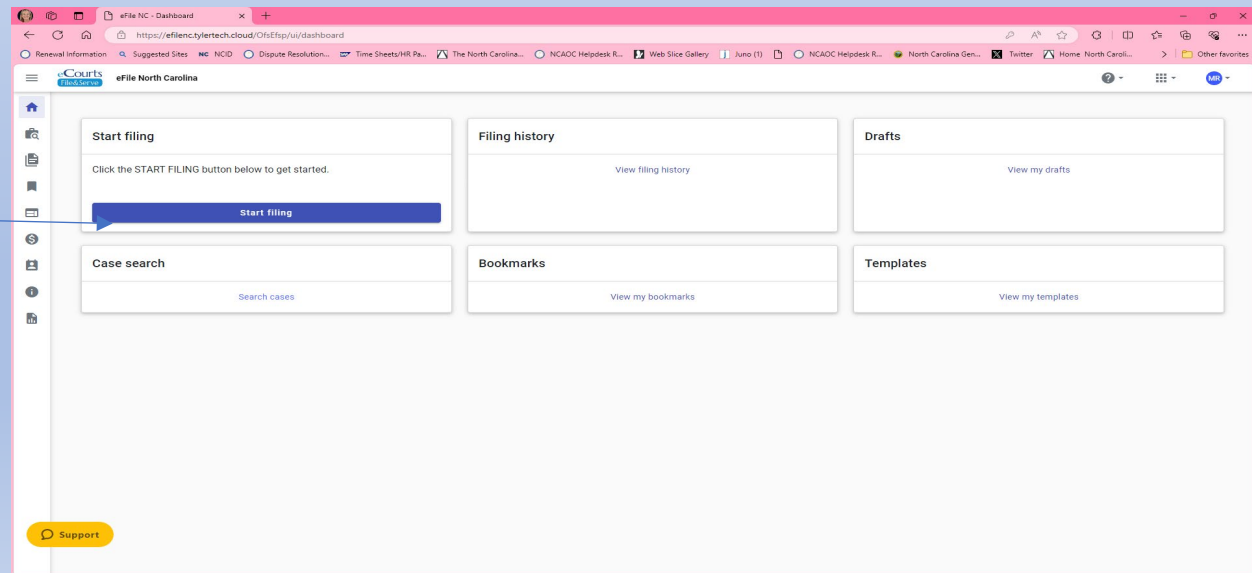 eFile NC - Dashboard
https://efilenc.tylertech.cloud/OfsEfsp/ui/dashboard
Renewal Information Suggested Sites NC NCID Dispute Resolution... Time Sheets/HR Pa... The North Carolina... NCAOC Helpdesk R... Web Slice Gallery Juno (1) NCAOC Helpdesk R... North Carolina Gen... X Twitter Home North Caroli... Other favorites
eCourts
File&Serve
eFile North Carolina
MR
Start filing
Click the START FILING button below to get started.
Start filing
Filing history
View filing history
Drafts
View my drafts
Case search
Search cases
Bookmarks
View my bookmarks
Templates
View my templates
Support